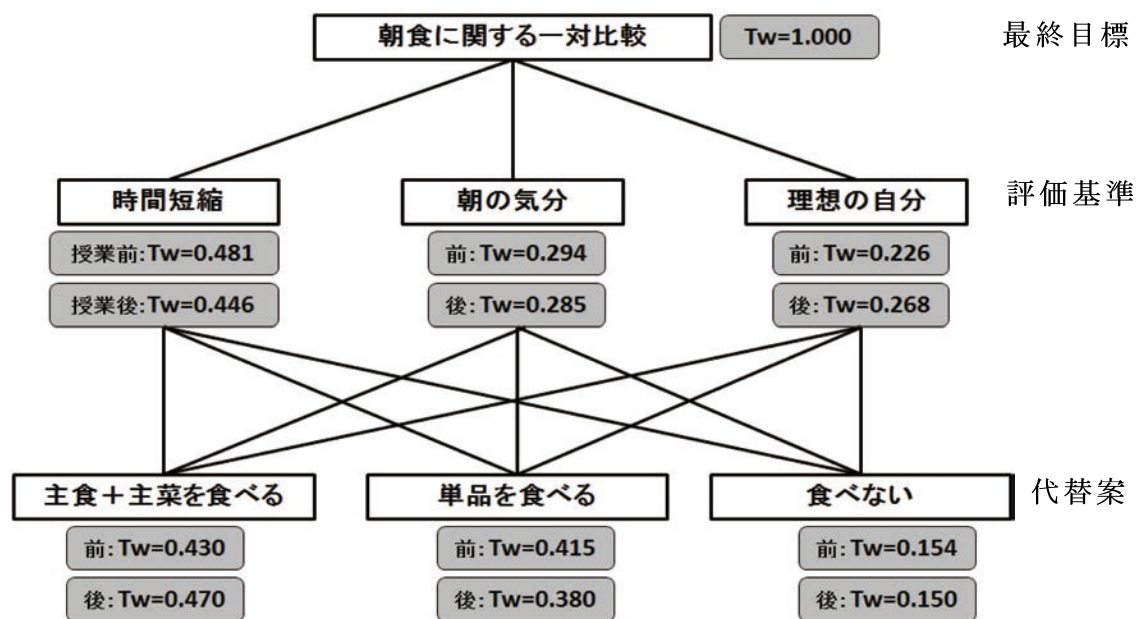 朝食に関する一対比較 Tw=1.000 最終目標
時間短縮 朝の気分 理想の自分 評価基準
授業前:Tw=0.481 前:Tw=0.294 前:Tw=0.226
授業後:Tw=0.446 後:Tw=0.285 後:Tw=0.268
主食+主菜を食べる 単品を食べる 食べない 代替案
前:Tw=0.430 前:Tw=0.415 前:Tw=0.154
後:Tw=0.470 後:Tw=0.380 後:Tw=0.150